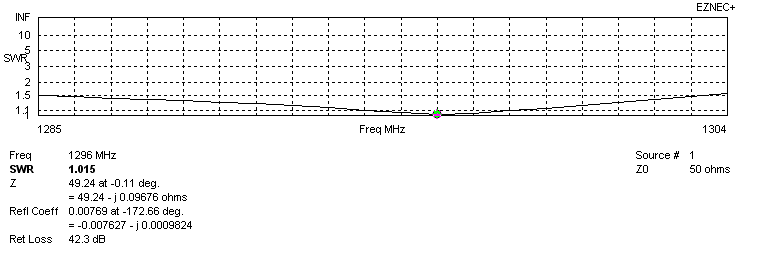 EZNEC+
INF
10
5
SWR
3
2
1.5
1.1
1285 Freq MHz 1304
Freq 1296 MHz Source # 1
SWR 1.015 Z0 50 ohms
Z 49.24 at -0.11 deg.
= 49.24 - j 0.09676 ohms
Refl Coeff 0.00769 at -172.66 deg.
= -0.007627 - j 0.0009824
Ret Loss 42.3 dB